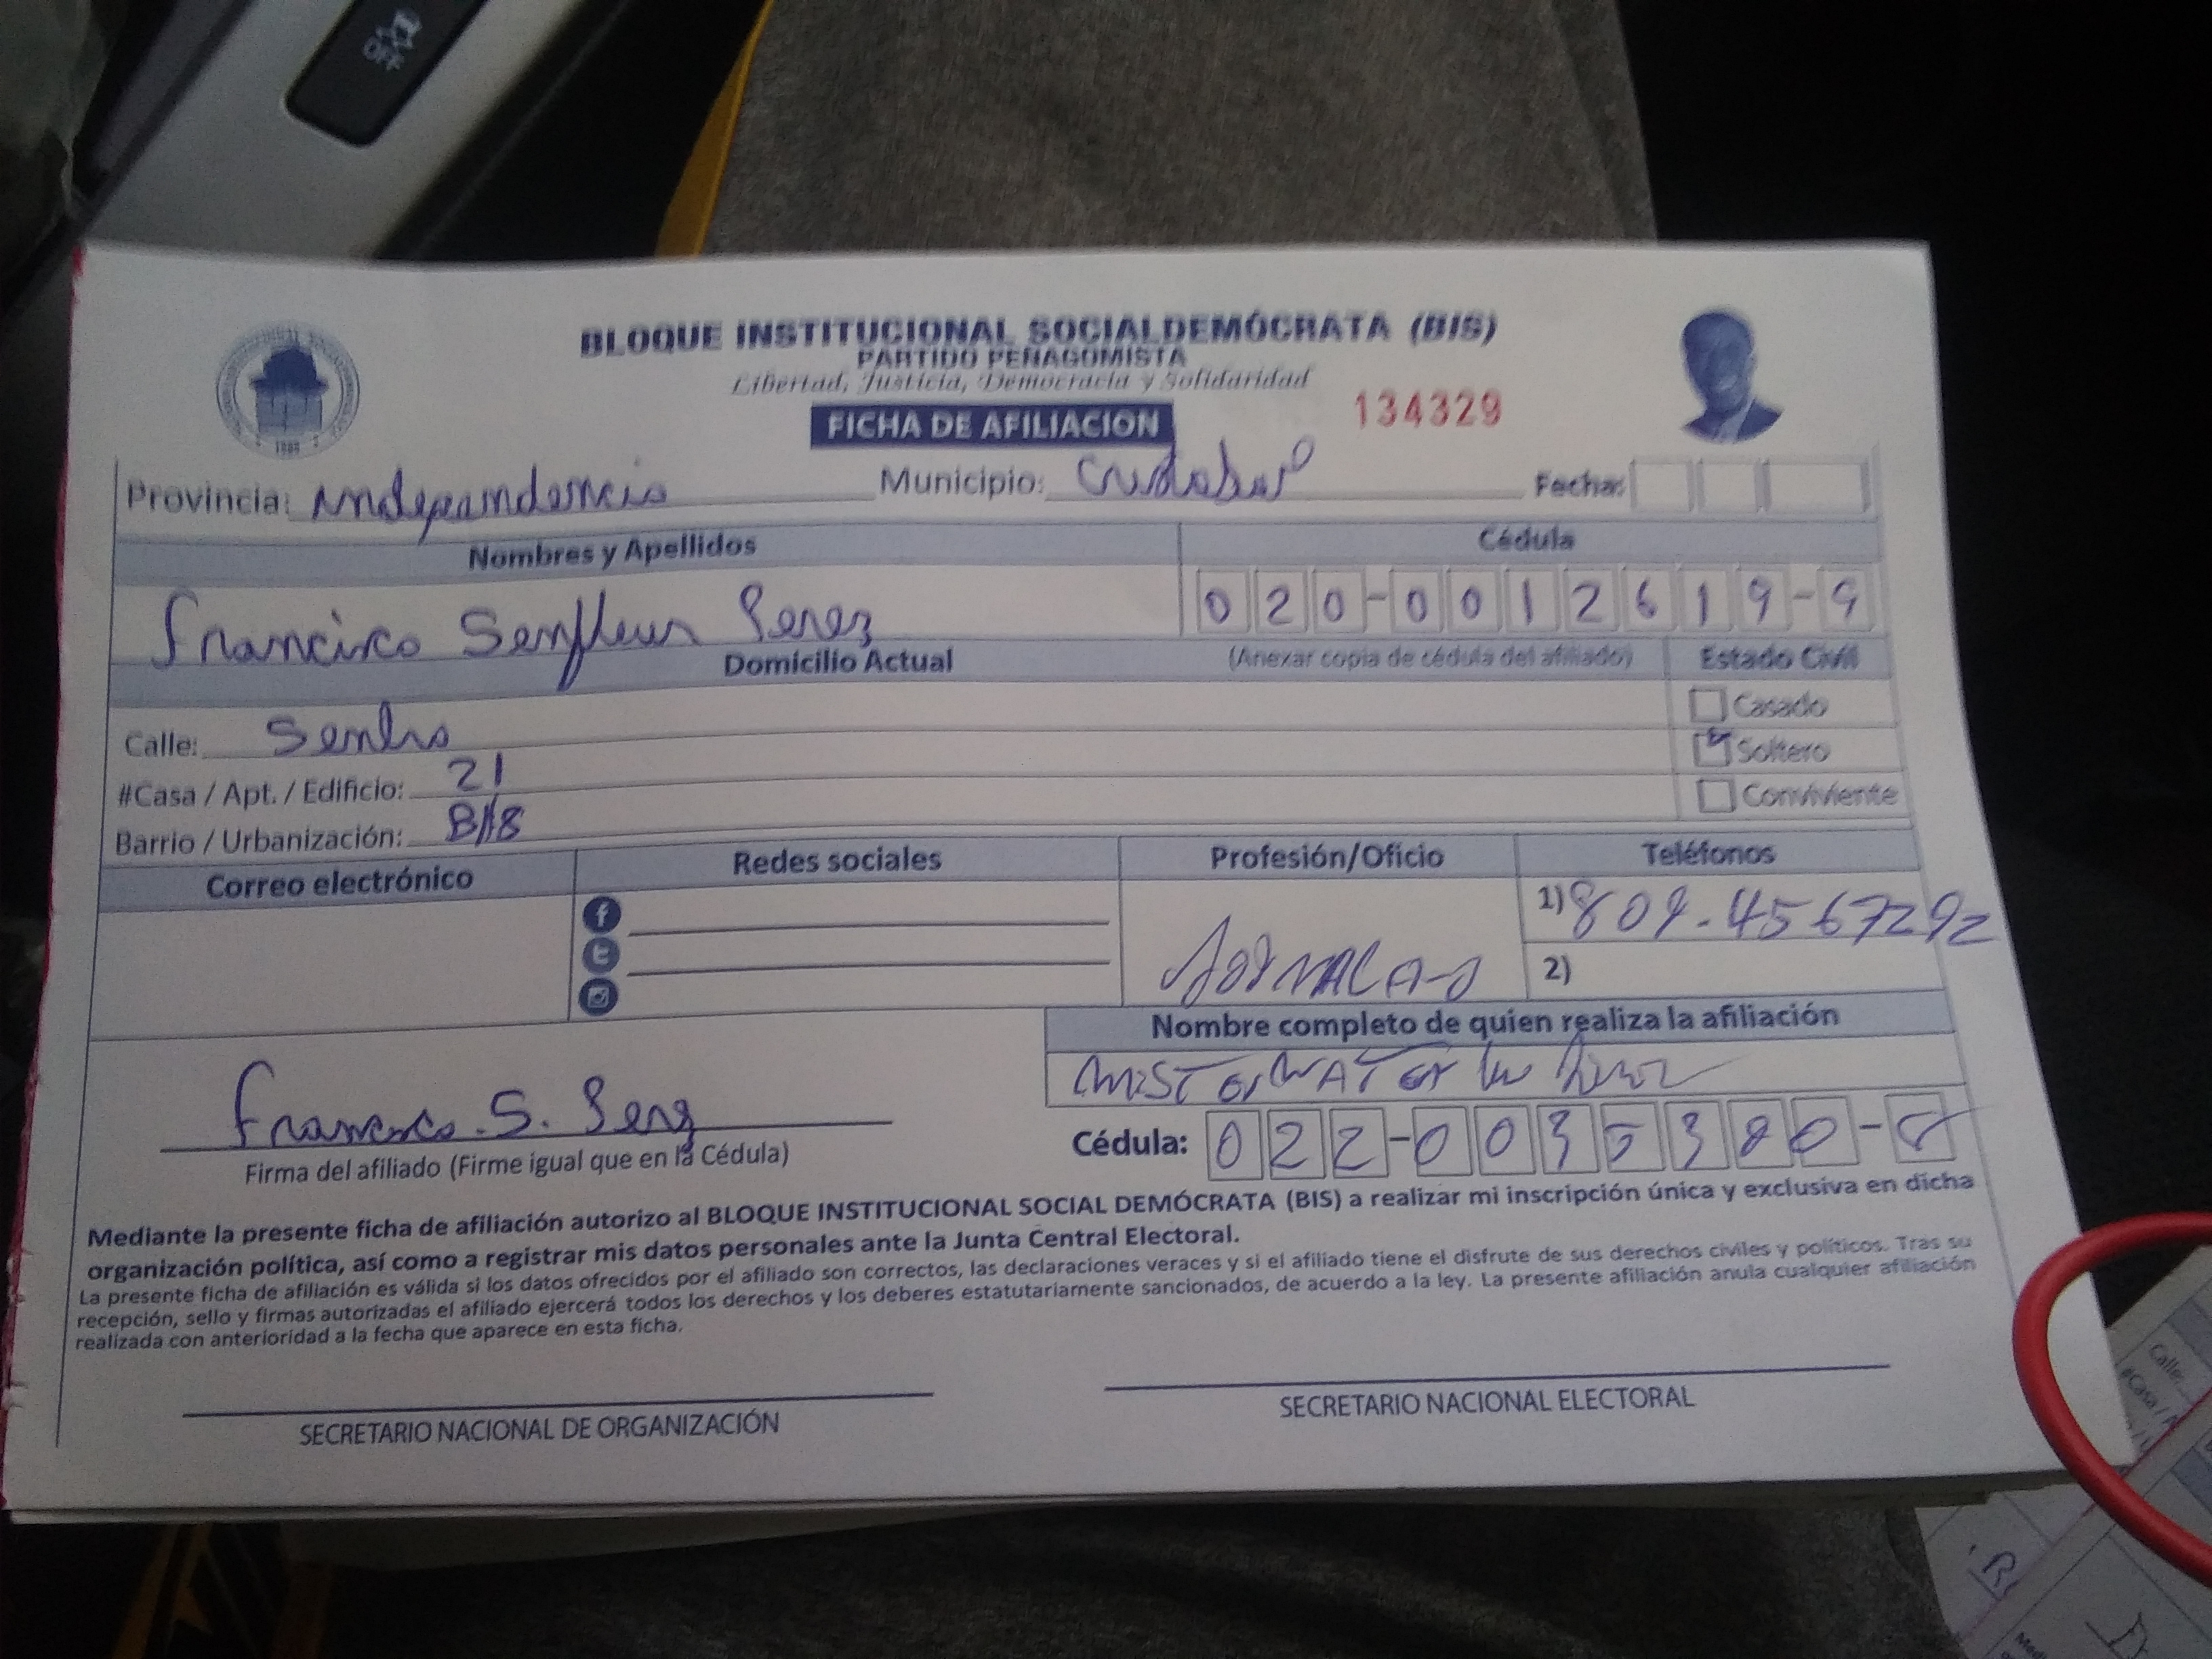 OFF
BLOQUE INSTITUCIONAL SOCIALDEMÓCRATA (BIS)
PARTIDO PEÑAGOMISTA
Libertad, Justicia, Democracia y Solidaridad
FICHA DE AFILIACION
134329
Provincia: independencia Municipio: Cristobal Fecha:
Nombres y Apellidos Cédula
Francisco Senfleur Perez 020-0012619-9
Domicilio Actual (Anexar copia de cédula del afiliado) Estado Civil
Casado
Calle: Sentro
Soltero
#Casa / Apt. / Edificio: 21
Conviviente
Barrio / Urbanización:
Correo electrónico Redes sociales Profesión/Oficio Teléfonos
1) 809-4567292
2)
Nombre completo de quien realiza la afiliación
Francisco. S. Perez
Firma del afiliado (Firme igual que en la Cédula)
Cédula: 022-0035300-
Mediante la presente ficha de afiliación autorizo al BLOQUE INSTITUCIONAL SOCIAL DEMÓCRATA (BIS) a realizar mi inscripción única y exclusiva en dicha
organización política, así como a registrar mis datos personales ante la Junta Central Electoral.
La presente ficha de afiliación es válida si los datos ofrecidos por el afiliado son correctos, las declaraciones veraces y si el afiliado tiene el disfrute de sus derechos civiles y políticos. Tras su
recepción, sello y firmas autorizadas el afiliado ejercerá todos los derechos y los deberes estatutariamente sancionados, de acuerdo a la ley. La presente afiliación anula cualquier afiliación
realizada con anterioridad a la fecha que aparece en esta ficha.
SECRETARIO NACIONAL DE ORGANIZACIÓN
SECRETARIO NACIONAL ELECTORAL
Calle:
#Casa / A